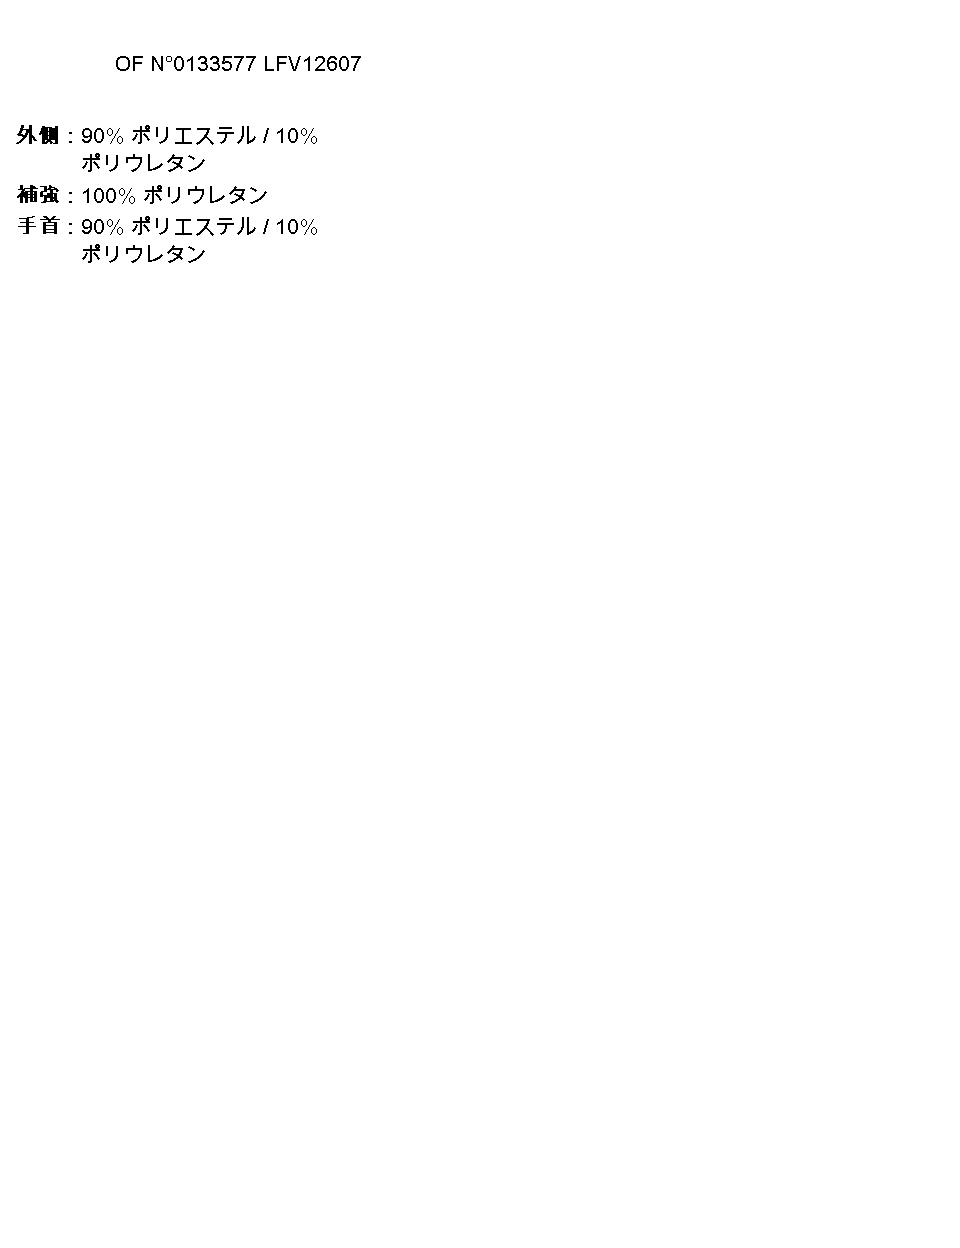 OF N°0133577 LFV12607
外側 : 90% ポリエステル / 10%
ポリウレタン
補強 : 100% ポリウレタン
手首 : 90% ポリエステル / 10%
ポリウレタン